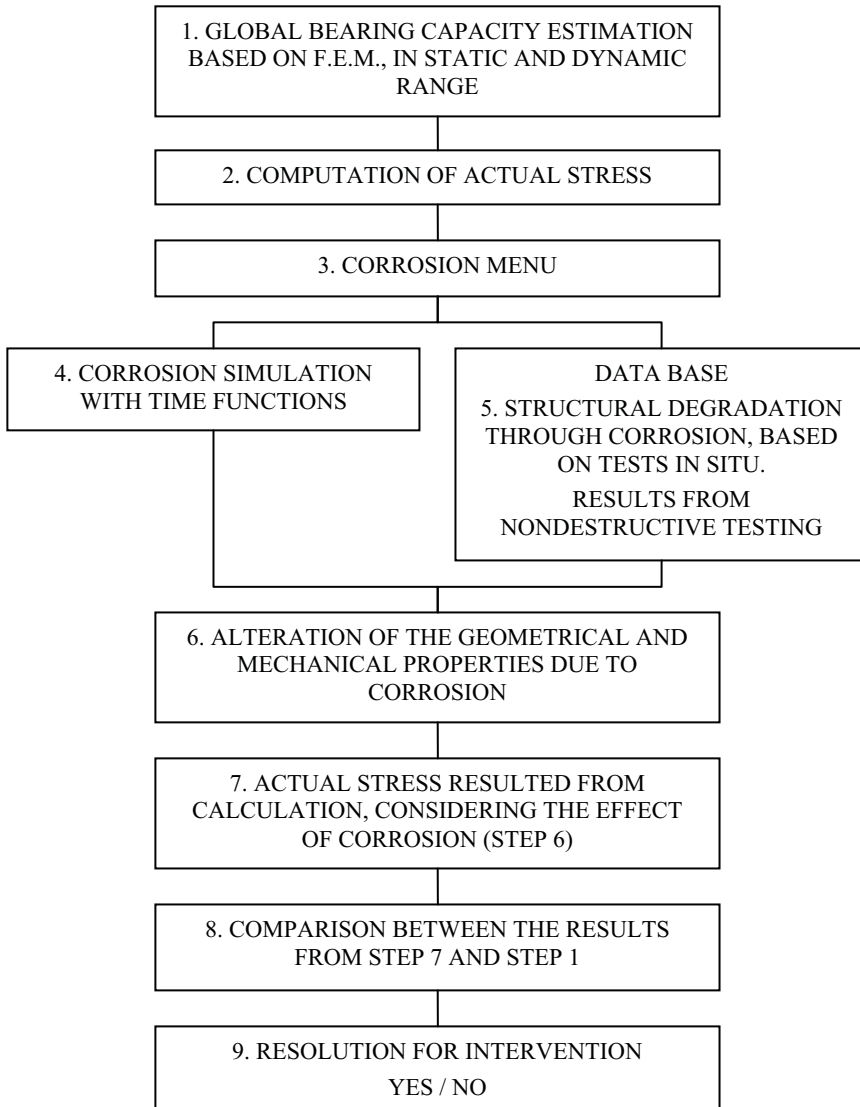 1. GLOBAL BEARING CAPACITY ESTIMATION
BASED ON F.E.M., IN STATIC AND DYNAMIC
RANGE
2. COMPUTATION OF ACTUAL STRESS
3. CORROSION MENU
4. CORROSION SIMULATION
WITH TIME FUNCTIONS
DATA BASE
5. STRUCTURAL DEGRADATION
THROUGH CORROSION, BASED
ON TESTS IN SITU.
RESULTS FROM
NONDESTRUCTIVE TESTING
6. ALTERATION OF THE GEOMETRICAL AND
MECHANICAL PROPERTIES DUE TO
CORROSION
7. ACTUAL STRESS RESULTED FROM
CALCULATION, CONSIDERING THE EFFECT
OF CORROSION (STEP 6)
8. COMPARISON BETWEEN THE RESULTS
FROM STEP 7 AND STEP 1
9. RESOLUTION FOR INTERVENTION
YES / NO